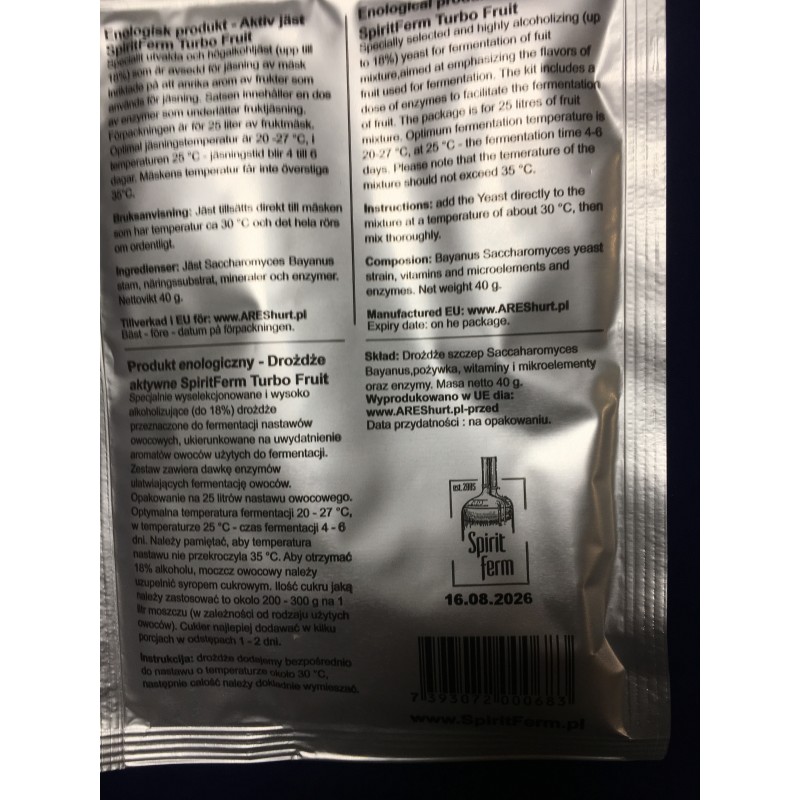 Enologisk produkt - Aktiv jäst
SpiritFerm Turbo Fruit
Speciellt utvalda och högalkohljäst (upp till
18%) som är avsedd för jäsning av mäsk
inriktade på att anrika arom av frukter som
används för jäsning. Satsen innehåller en dos
av enzymer som underlättar fruktjäsning.
Förpackningen är för 25 liter av fruktmäsk.
Optimal jäsningstemperatur är 20 -27 °C, i
temperaturen 25 °C - jäsningstid blir 4 till 6
dagar. Mäskens temperatur får inte överstiga
35°C.
Bruksanvisning: Jäst tillsätts direkt till mäsken
som har temperatur ca 30 °C och det hela rörs
om ordentligt.
Ingredienser: Jäst Saccharomyces Bayanus
stam, näringssubstrat, mineraler och enzymer.
Nettovikt 40 g.
Tillverkad i EU för: www.AREShurt.pl
Bäst - före - datum på förpackningen.
Enological
SpiritFerm Turbo Fruit
Specially selected and highly alcoholizing (up
to 18%) yeast for fermentation of fuit
mixture,aimed at emphasizing the flavors of
fruit used for fermentation. The kit includes a
dose of enzymes to facilitate the fermentation
of fruit. The package is for 25 litres of fruit
mixture. Optimum fermentation temperature is
20-27 °C, at 25 °C - the fermentation time 4-6
days. Please note that the temerature of the
mixture should not exceed 35 °C.
Instructions: add the Yeast directly to the
mixture at a temperature of about 30 °C, then
mix thoroughly.
Composion: Bayanus Saccharomyces yeast
strain, vitamins and microelements and
enzymes. Net weight 40 g.
Manufactured EU: www.AREShurt.pl
Expiry date: on he package.
Produkt enologiczny - Drożdże
aktywne SpiritFerm Turbo Fruit
Specjalnie wyselekcjonowane i wysoko
alkoholizujące (do 18%) drożdże
przeznaczone do fermentacji nastawów
owocowych, ukierunkowane na uwydatnienie
aromałów owoców użytych do fermentacji.
Zestaw zawiera dawkę enzymów
ułatwiających fermentację owoców.
Opakowanie na 25 litrów nastawu owocowego.
Optymalna temperatura fermentacji 20 - 27 °C,
w temperaturze 25 °C - czas fermentacji 4 - 6
dni. Należy pamiętać, aby temperatura
nastawu nie przekroczyła 35 °C. Aby otrzymać
18% alkoholu, moczcz owocowy należy
uzupełnić syropem cukrowym. Ilość cukru jaką
należy zastosować to około 200 - 300 g na 1
litr moszczu (w zależności od rodzaju użytych
owoców). Cukier najlepiej dodawać w kilku
porcjach w odstępach 1 - 2 dni.
Instrukcja: drożdże dodajemy bezpośrednio
do nastawu o temperaturze około 30 °C,
następnie całość należy dokładnie wymieszać.
Skład: Drożdże szczep Saccaharomyces
Bayanus,pożywka, witaminy i mikroelementy
oraz enzymy. Masa netto 40 g.
Wyprodukowano w UE dla:
www.AREShurt.pl-przed
Data przydatności : na opakowaniu.
est. 2005
Spirit
ferm
16.08.2026
7 393072 000683
www.SpiritFerm.pl